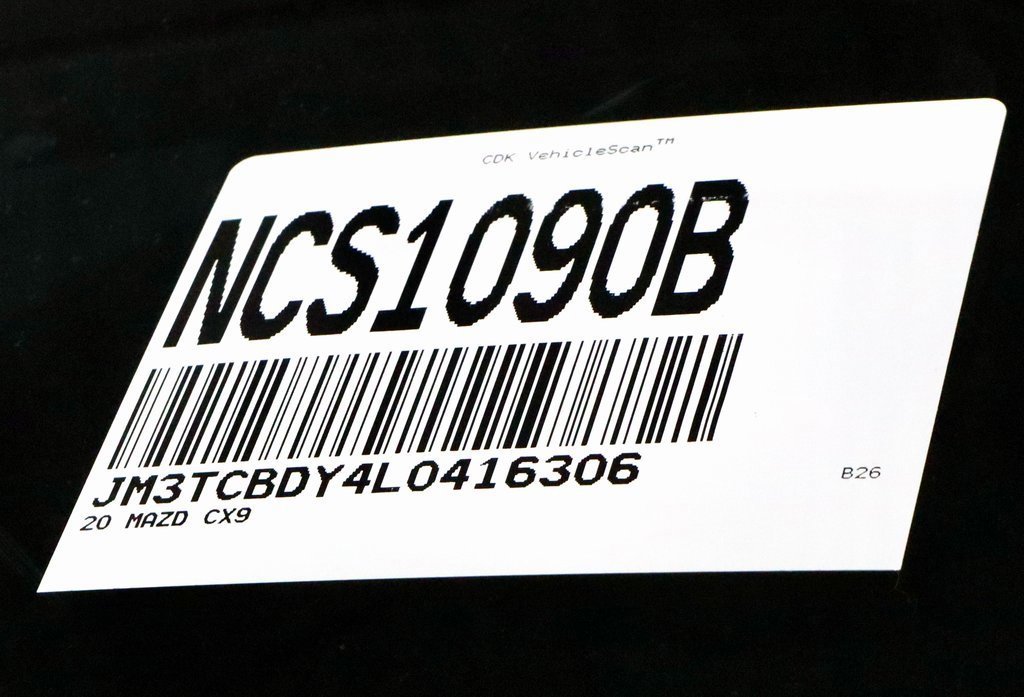 CDK VehicleScan™
NCS1090B
JM3TCBDY4L0416306
20 MAZD CX9
B26